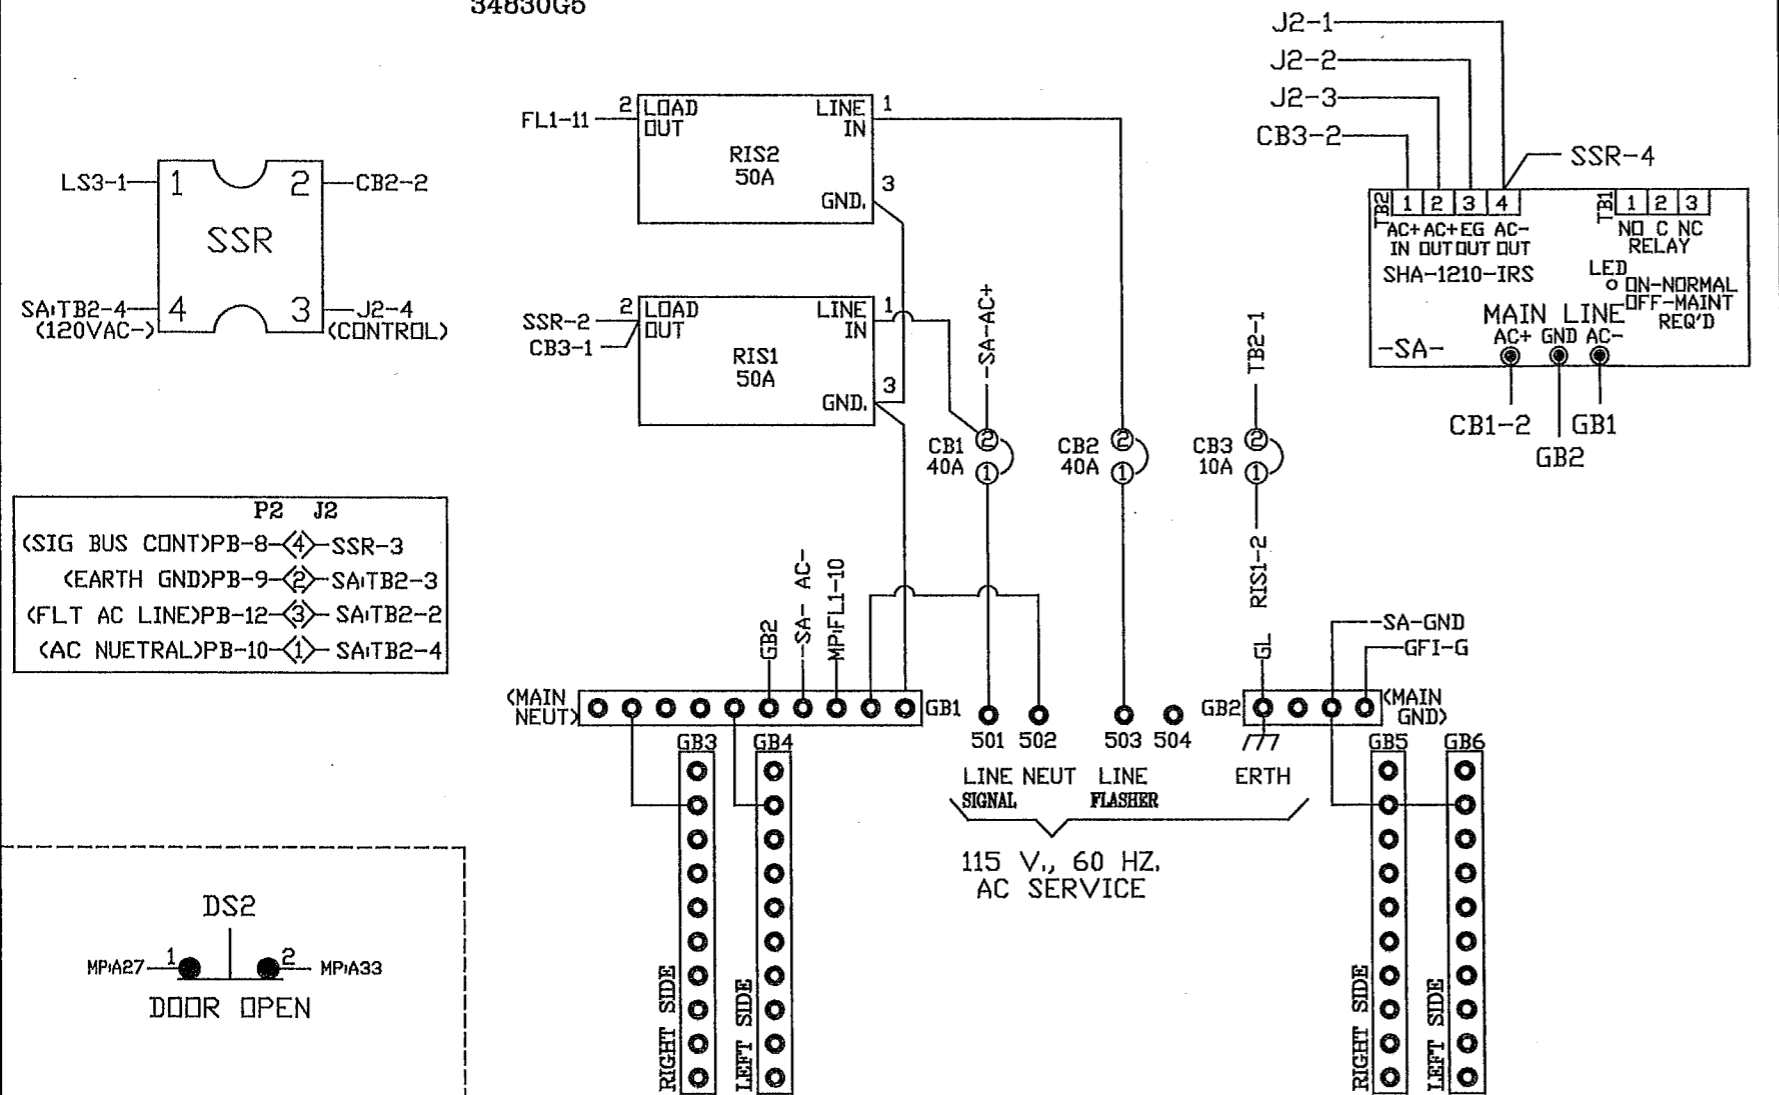 34830G5
J2-1
J2-2
J2-3
CB3-2
SSR-4
TB2 1 2 3 4
AC+ AC+ EG AC-
IN OUT OUT OUT
SHA-1210-IRS
TB1 1 2 3
NO C NC
RELAY
LED
ON-NORMAL
OFF-MAINT
REQ'D
MAIN LINE
AC+ GND AC-
-SA-
CB1-2
GB2
GB1
LS3-1 1 2 CB2-2
SSR
SA:TB2-4 4 3 J2-4
(120VAC-) (CONTROL)
FL1-11 2 LOAD OUT LINE IN 1
RIS2
50A
3
GND.
SSR-2
CB3-1
2 LOAD OUT LINE IN 1
RIS1
50A
3
GND.
-SA-AC+
TB2-1
CB1
40A
2
1
CB2
40A
2
1
CB3
10A
2
1
RIS1-2
P2 J2
(SIG BUS CONT)PB-8 4 SSR-3
(EARTH GND)PB-9 2 SA:TB2-3
(FLT AC LINE)PB-12 3 SA:TB2-2
(AC NUETRAL)PB-10 1 SA:TB2-4
GB2
-SA- AC-
MP:FL1-10
GL
SA-GND
GFI-G
(MAIN
NEUT)
GB1
GB2
(MAIN
GND)
501 502 503 504
GB3 GB4
GB5 GB6
LINE NEUT LINE ERTH
SIGNAL FLASHER
115 V., 60 HZ.
AC SERVICE
RIGHT SIDE
LEFT SIDE
RIGHT SIDE
LEFT SIDE
DS2
MP:A27 1 2 MP:A33
DOOR OPEN